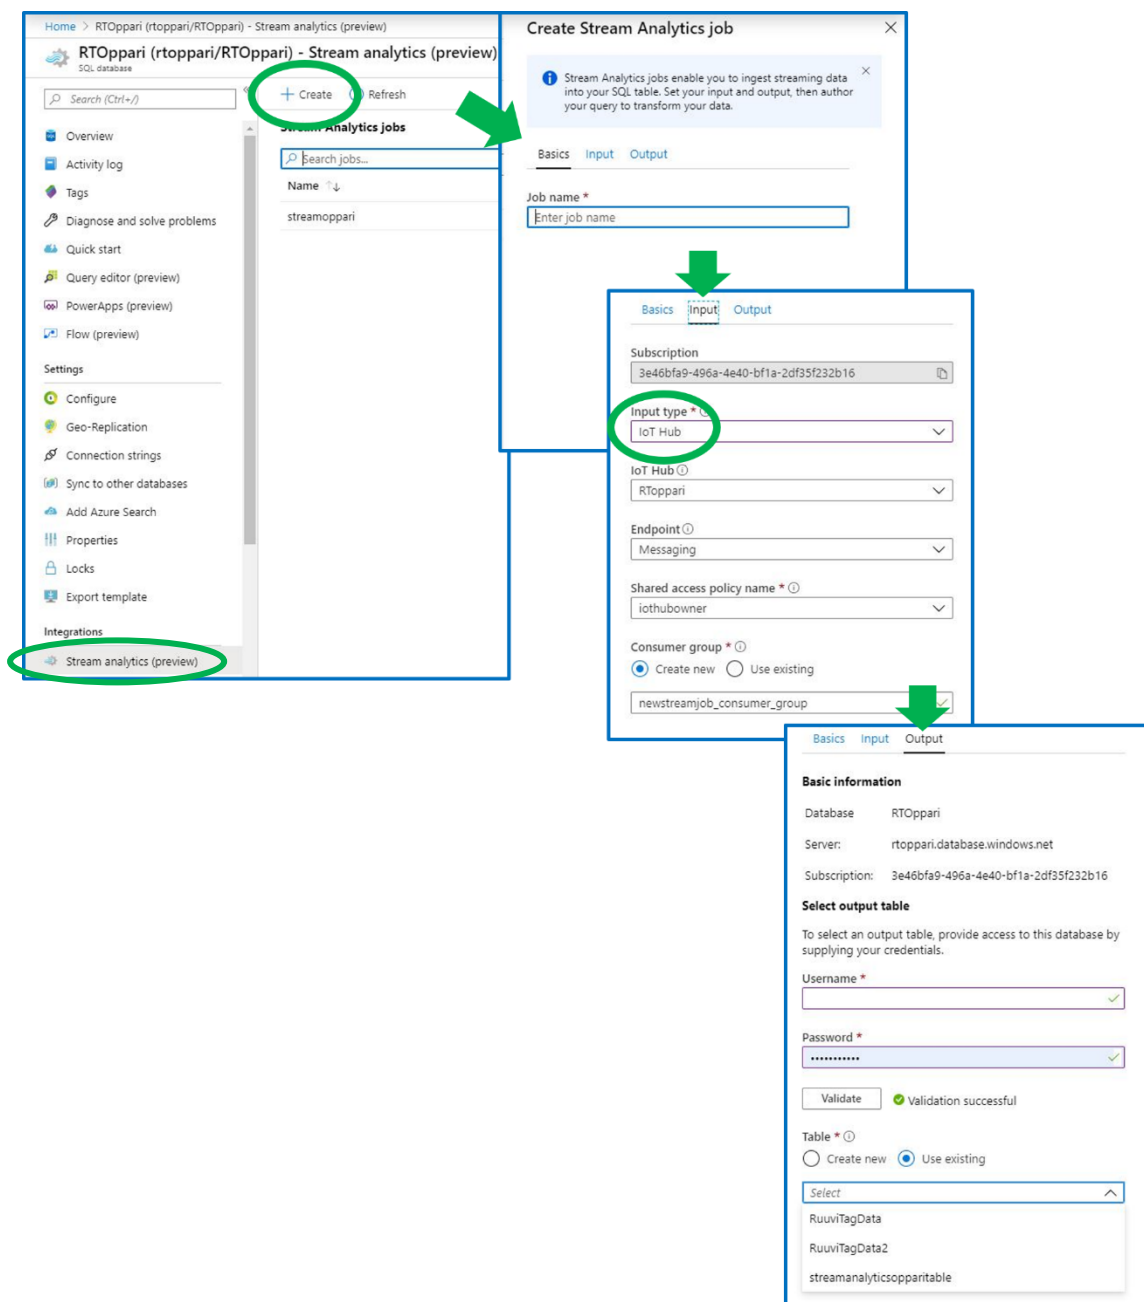 Home > RTOppari (rtoppari/RTOppari) - Stream analytics (preview)
RTOppari (rtoppari/RTOppari) - Stream analytics (preview)
SQL database
Search (Ctrl+/)
Overview
Activity log
Tags
Diagnose and solve problems
Quick start
Query editor (preview)
PowerApps (preview)
Flow (preview)
Settings
Configure
Geo-Replication
Connection strings
Sync to other databases
Add Azure Search
Properties
Locks
Export template
Integrations
Stream analytics (preview)
Create
Refresh
Stream Analytics jobs
Search jobs...
Name
streamoppari
Create Stream Analytics job
Stream Analytics jobs enable you to ingest streaming data
into your SQL table. Set your input and output, then author
your query to transform your data.
Basics Input Output
Job name *
Enter job name
Basics Input Output
Subscription
3e46bfa9-496a-4e40-bf1a-2df35f232b16
Input type *
IoT Hub
IoT Hub
RToppari
Endpoint
Messaging
Shared access policy name *
iothubowner
Consumer group *
Create new Use existing
newstreamjob_consumer_group
Basics Input Output
Basic information
Database RTOppari
Server: rtoppari.database.windows.net
Subscription: 3e46bfa9-496a-4e40-bf1a-2df35f232b16
Select output table
To select an output table, provide access to this database by
supplying your credentials.
Username *
Password *
Validate Validation successful
Table *
Create new Use existing
Select
RuuviTagData
RuuviTagData2
streamanalyticsopparitable